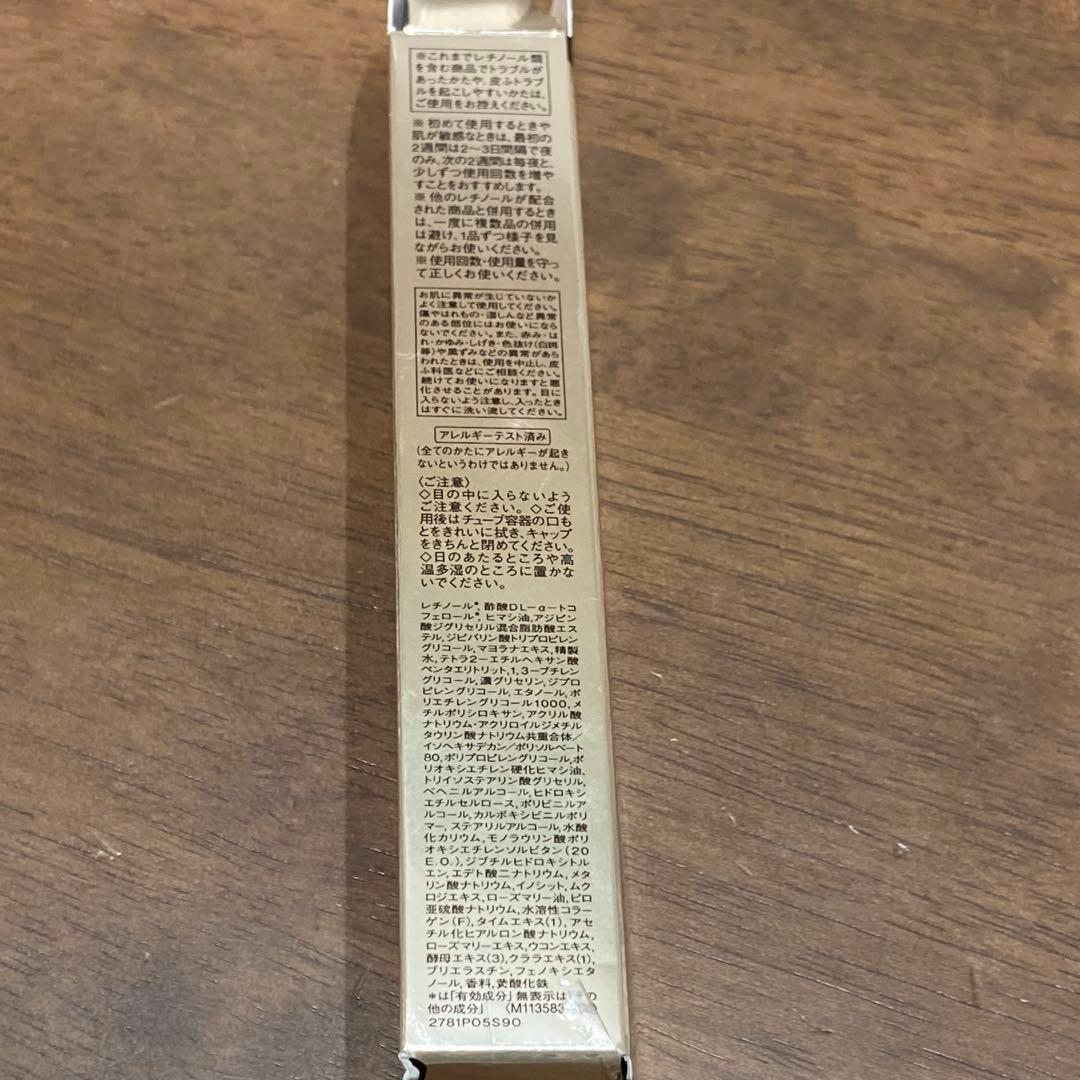 ※これまでレチノール類
を含む商品でトラブルが
あったかたや、皮ふトラブ
ルを起こしやすいかたは、
ご使用をお控えください。
※初めて使用するときや
肌が敏感なときは、最初の
2週間は2〜3日間隔で夜
のみ、次の2週間は毎夜と、
少しずつ使用回数を増や
すことをおすすめします。
※他のレチノールが配合
された商品と併用するとき
は、一度に複数品の併用
は避け、1品ずつ様子を見
ながらお使いください。
※使用回数・使用量を守っ
て正しくお使いください。
お肌に異常が生じていないか
よく注意して使用してください。
傷やはれもの・湿しんなど異常
のある部位にはお使いになら
ないでください。また、赤み・は
れ・かゆみ・しげき・色抜け(白斑
等)や黒ずみなどの異常があら
われたときは、使用を中止し、皮
ふ科医などにご相談ください。
続けてお使いになりますと悪
化させることがあります。目に
入らないよう注意し、入ったとき
はすぐに洗い流してください。
アレルギーテスト済み
(全てのかたにアレルギーが起き
ないというわけではありません。)
〈ご注意〉
◇目の中に入らないよう
ご注意ください。◇ご使
用後はチューブ容器の口も
とをきれいに拭き、キャップ
をきちんと閉めてください。
◇日のあたるところや高
温多湿のところに置かな
いでください。
レチノール*,酢酸DL-α-トコ
フェロール*,ヒマシ油,アジピン
酸ジグリセリル混合脂肪酸エス
テル,ジピバリン酸トリプロピレン
グリコール,マヨラナエキス,精製
水,テトラ2-エチルヘキサン酸
ペンタエリトリット,1,3-ブチレン
グリコール,濃グリセリン,ジプロ
ピレングリコール,エタノール,ポ
リエチレングリコール1000,メ
チルポリシロキサン,アクリル酸
ナトリウム・アクリロイルジメチル
タウリン酸ナトリウム共重合体/
イソヘキサデカン/ポリソルベート
80,ポリプロピレングリコール,ポ
リオキシエチレン硬化ヒマシ油,
トリイソステアリン酸グリセリル,
ベヘニルアルコール,ヒドロキシ
エチルセルロース,ポリビニルア
ルコール,カルボキシビニルポリ
マー,ステアリルアルコール,水酸
化カリウム,モノラウリン酸ポリ
オキシエチレンソルビタン(20
E.O.),ジブチルヒドロキシトル
エン,エデト酸二ナトリウム,メタ
リン酸ナトリウム,イノシット,ムク
ロジエキス,ローズマリー油,ピロ
亜硫酸ナトリウム,水溶性コラー
ゲン(F),タイムエキス(1),アセ
チル化ヒアルロン酸ナトリウム,
ローズマリーエキス,ウコンエキス,
酵母エキス(3),クララエキス(1),
プリエラスチン,フェノキシエタ
ノール,香料,黄酸化鉄
*は「有効成分」無表示は「その
他の成分」 〈M113583
2781P05S90